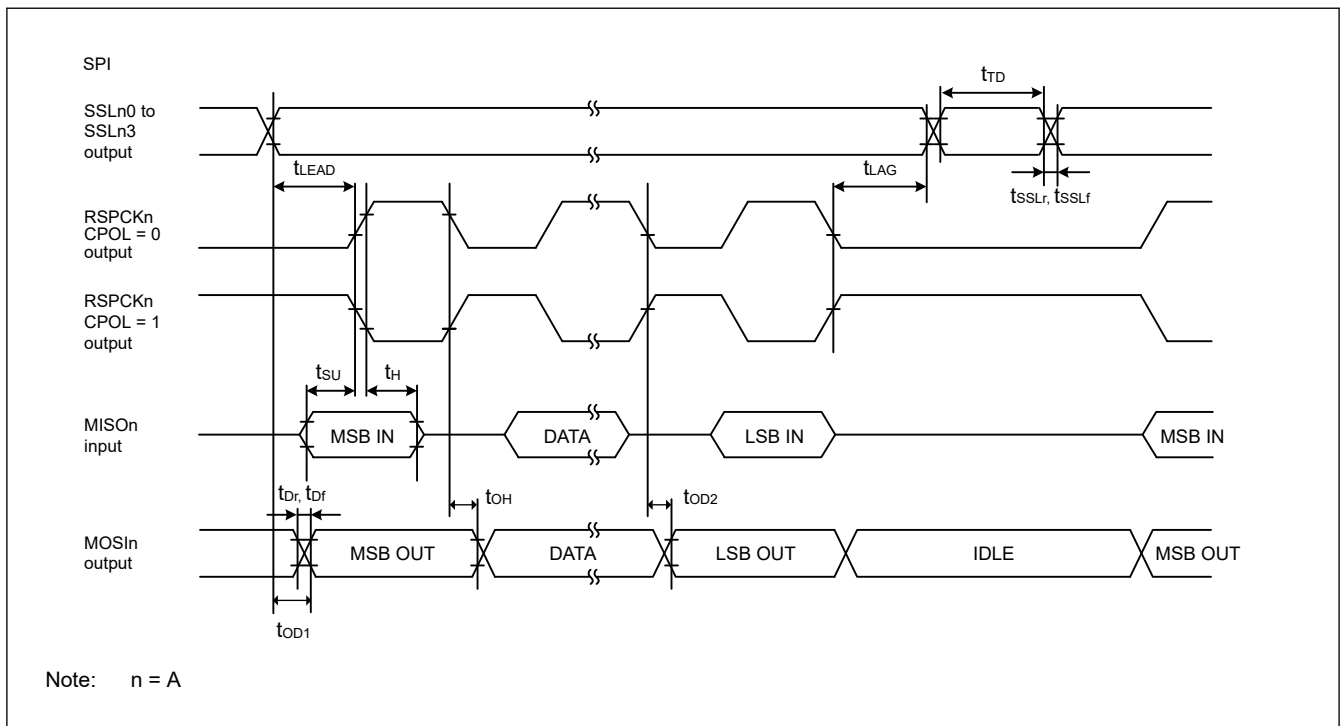 SPI
tTD
SSLn0 to
SSLn3
output
tLEAD
tLAG
tSSLr, tSSLf
RSPCKn
CPOL = 0
output
RSPCKn
CPOL = 1
output
tSU
tH
MISOn
input
MSB IN
DATA
LSB IN
MSB IN
tDr, tDf
tOH
tOD2
MOSIn
output
MSB OUT
DATA
LSB OUT
IDLE
MSB OUT
tOD1
Note: n = A